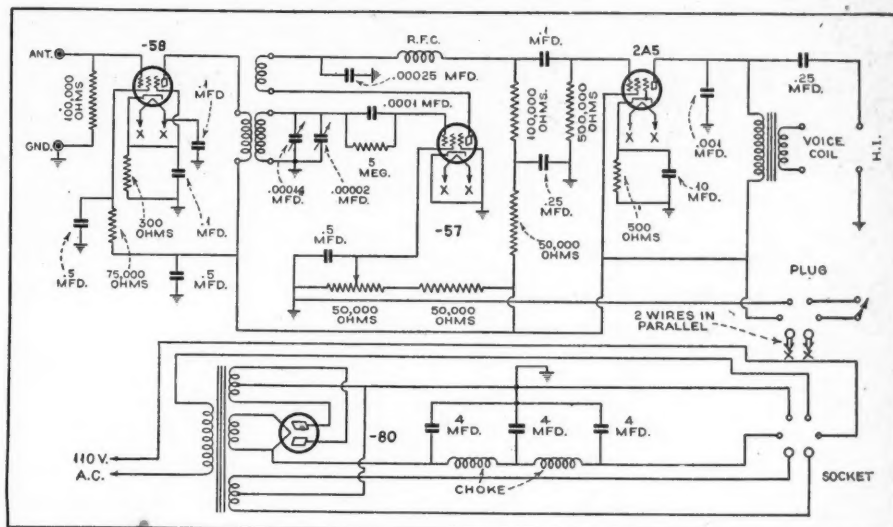 ANT.
GND.
100,000 OHMS
-58
.1 MFD
300 OHMS
.1 MFD.
.5 MFD.
75,000 OHMS
.5 MFD.
R.F.C.
.00025 MFD.
.0001 MFD.
5 MEG.
.00014 MFD.
.00002 MFD.
-57
.5 MFD.
50,000 OHMS
50,000 OHMS
.1 MFD.
100,000 OHMS.
500,000 OHMS.
.25 MFD.
50,000 OHMS
2A5
500 OHMS
.10 MFD.
.001 MFD.
.25 MFD.
VOICE COIL
H.I.
PLUG
2 WIRES IN PARALLEL
110 V. A.C.
-80
4 MFD.
4 MFD.
4 MFD.
CHOKE
SOCKET
X X
X X
X X
X X